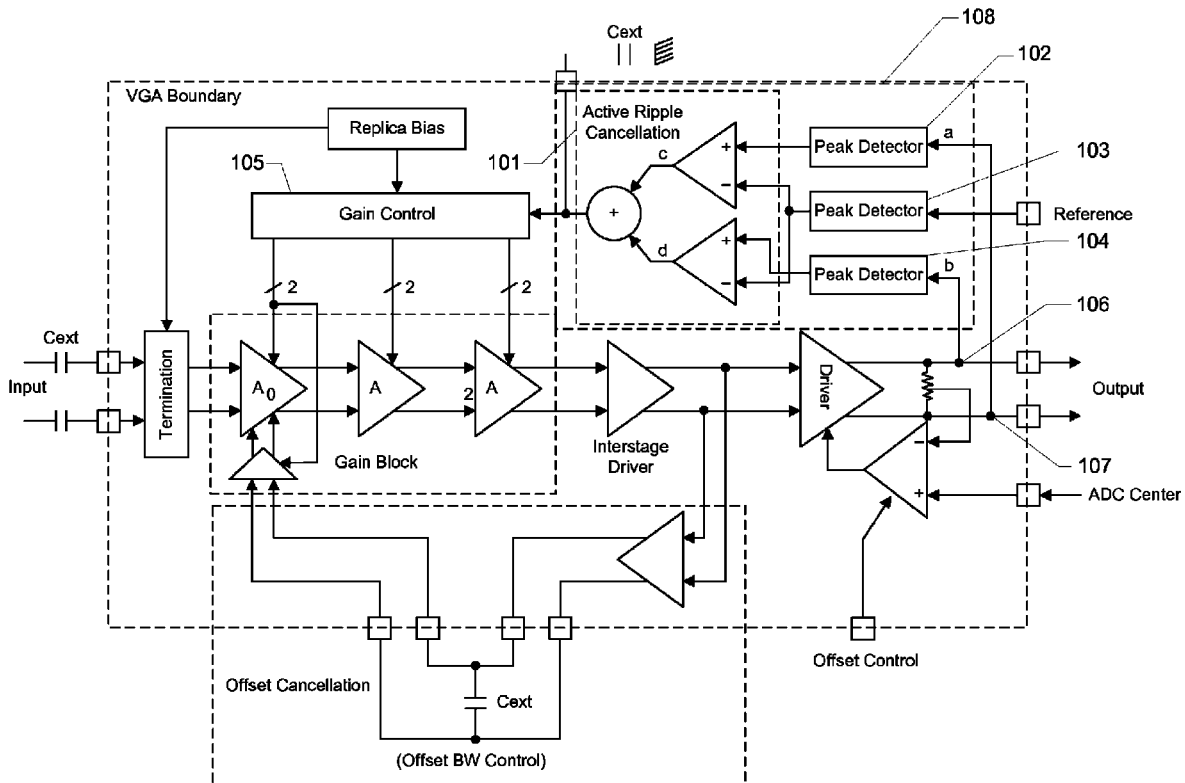 108
Cext
102
VGA Boundary
Active Ripple
Cancellation
Replica Bias
101
Peak Detector
a
105
103
c
+
−
Gain Control
+
Peak Detector
Reference
104
d
+
−
Peak Detector
b
2
2
2
106
Cext
Input
Termination
A0
A
A
2
Driver
Output
Interstage
Driver
Gain Block
−
107
+
ADC Center
Offset Control
Offset Cancellation
Cext
(Offset BW Control)